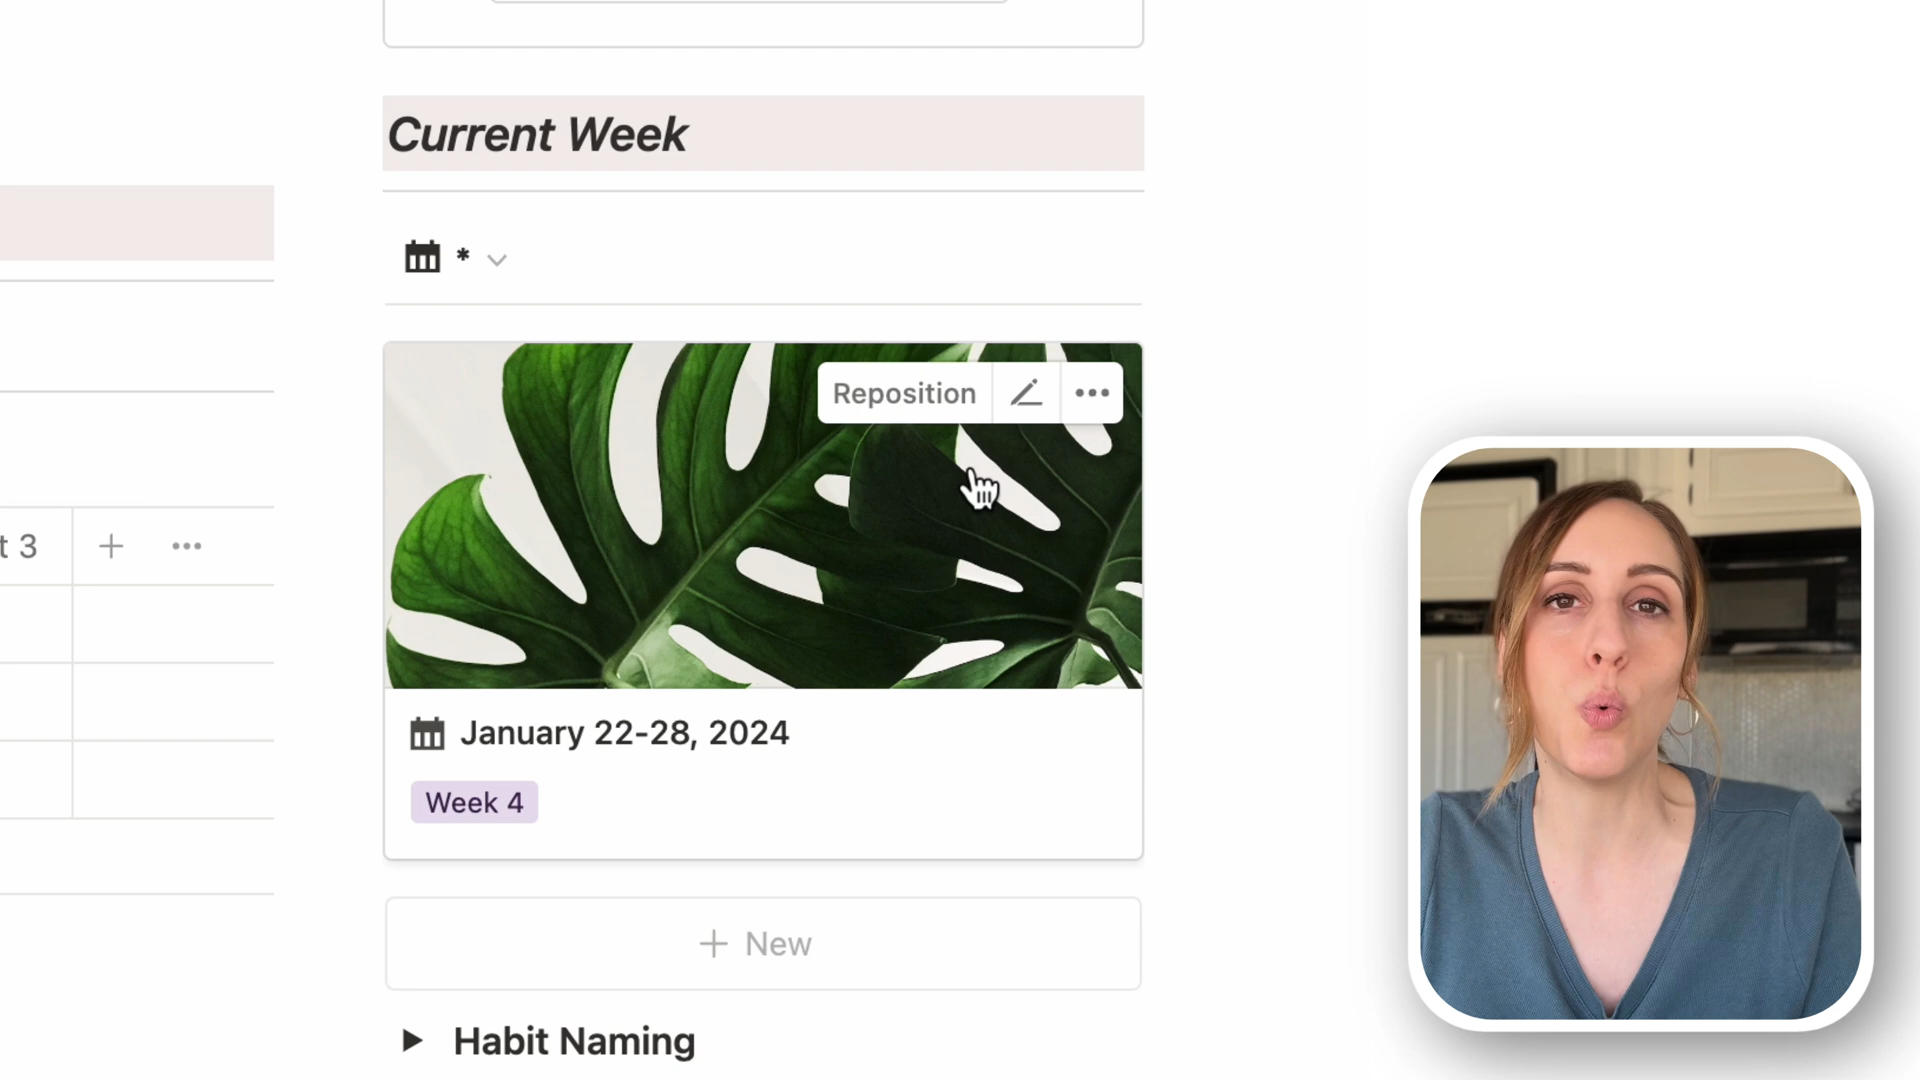 Current Week
*
Reposition
t 3
January 22-28, 2024
Week 4
New
Habit Naming